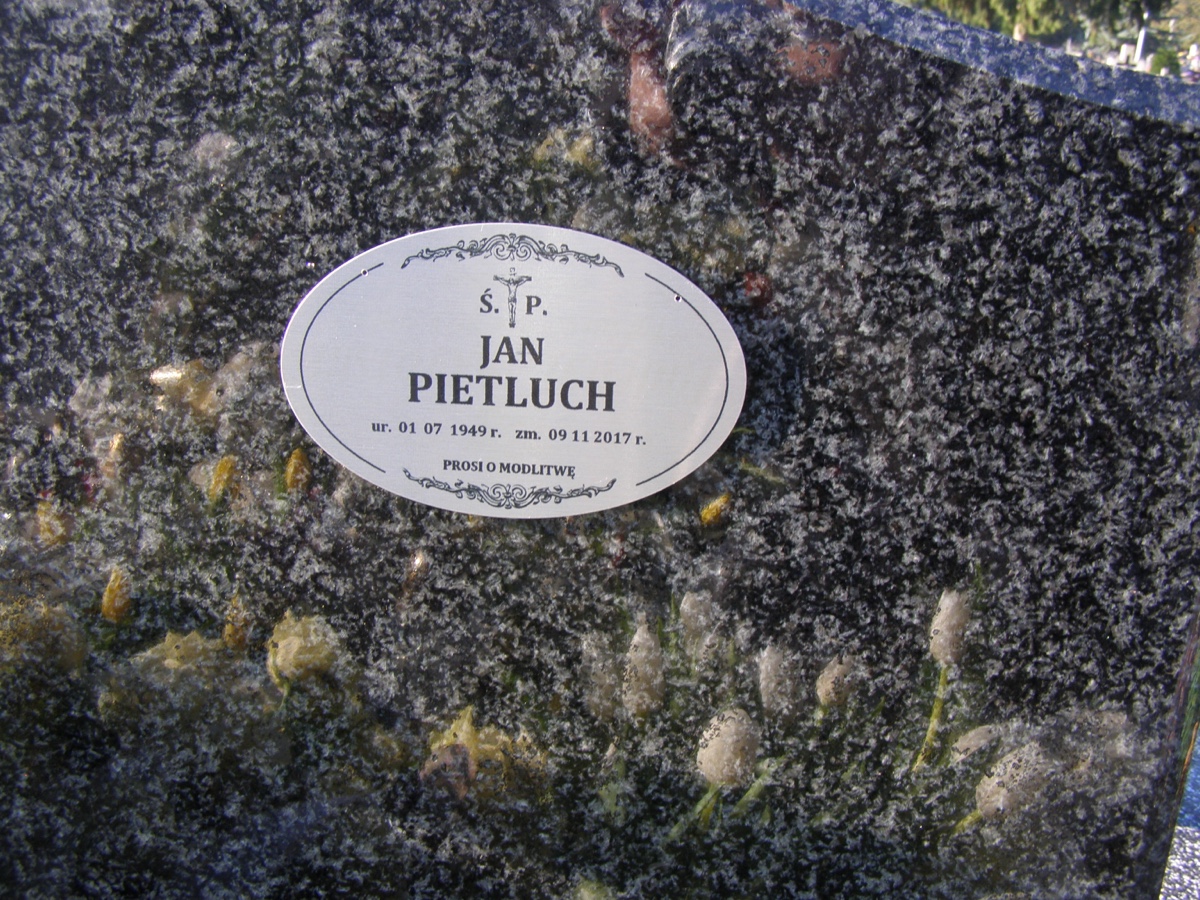 Ś. P.
JAN
PIETLUCH
ur. 01 07 1949 r. zm. 09 11 2017 r.
PROSI O MODLITWĘ